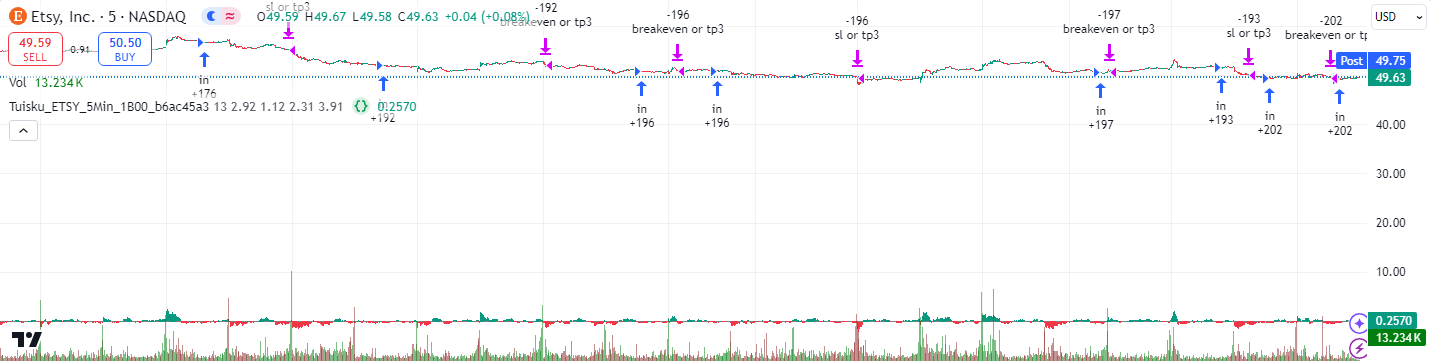 Etsy, Inc. · 5 · NASDAQ
O49.59 H49.67 L49.58 C49.63 +0.04 (+0.08%)
49.59
SELL
0.91
50.50
BUY
Vol 13.234 K
Tuisku_ETSY_5Min_1B00_b6ac45a3 13 2.92 1.12 2.31 3.91 0.2570
sl or tp3
in
+176
in
+192
-192
breakeven or tp3
in
+196
-196
breakeven or tp3
in
+196
-196
sl or tp3
in
+197
-197
breakeven or tp3
in
+193
-193
sl or tp3
in
+202
-202
breakeven or tp
in
+202
USD
Post 49.75
49.63
40.00
30.00
20.00
10.00
0.2570
13.234 K